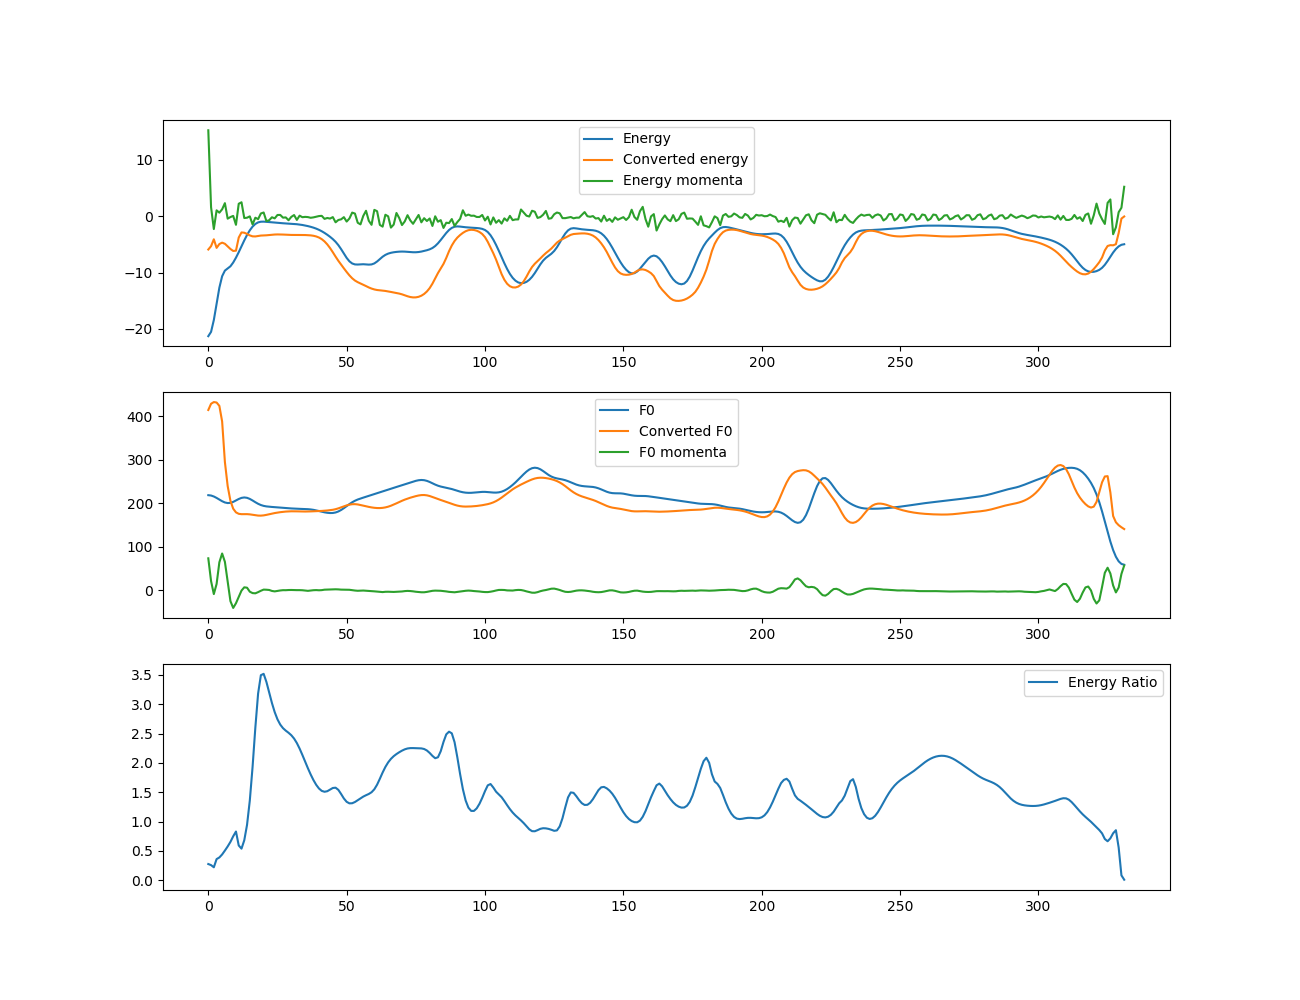 Energy
Converted energy
Energy momenta
10
0
−10
−20
0 50 100 150 200 250 300
F0
Converted F0
F0 momenta
400
300
200
100
0
0 50 100 150 200 250 300
Energy Ratio
3.5
3.0
2.5
2.0
1.5
1.0
0.5
0.0
0 50 100 150 200 250 300